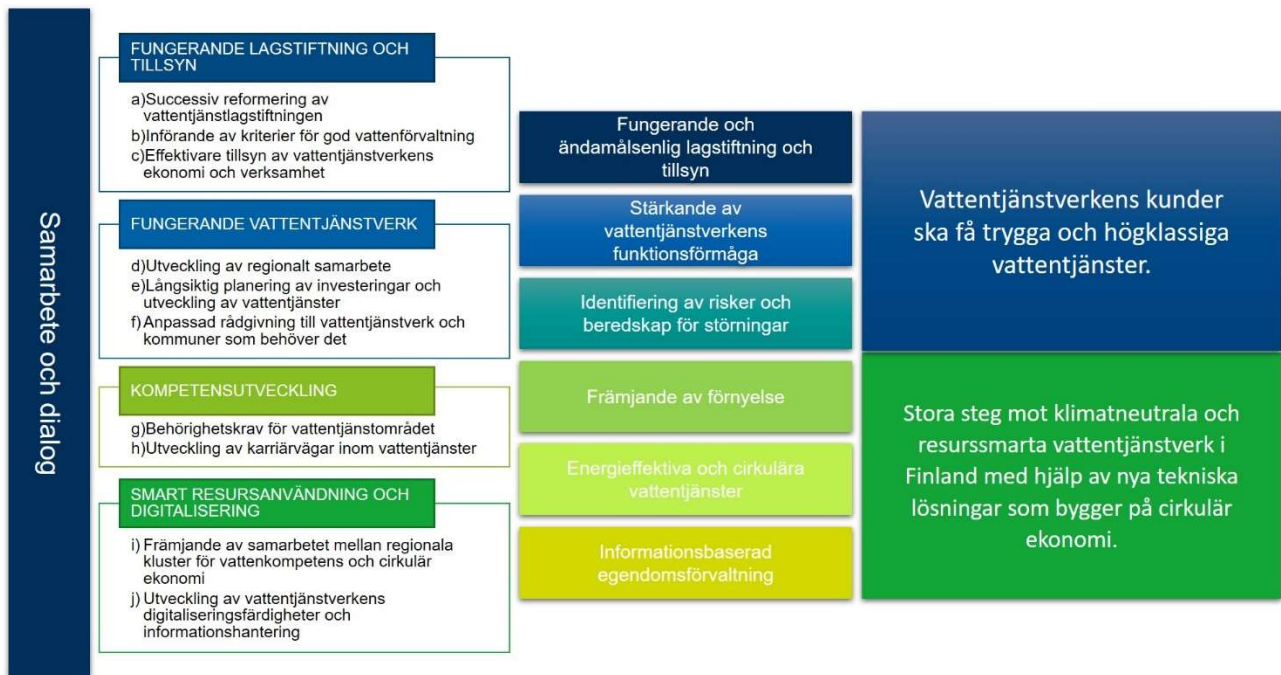 Samarbete och dialog
FUNGERANDE LAGSTIFTNING OCH
TILLSYN
a)Successiv reformering av
vattentjänstlagstiftningen
b)Införande av kriterier för god vattenförvaltning
c)Effektivare tillsyn av vattentjänstverkens
ekonomi och verksamhet
FUNGERANDE VATTENTJÄNSTVERK
d)Utveckling av regionalt samarbete
e)Långsiktig planering av investeringar och
utveckling av vattentjänster
f)Anpassad rådgivning till vattentjänstverk och
kommuner som behöver det
KOMPETENSUTVECKLING
g)Behörighetskrav för vattentjänstområdet
h)Utveckling av karriärvägar inom vattentjänster
SMART RESURSANVÄNDNING OCH
DIGITALISERING
i) Främjande av samarbetet mellan regionala
kluster för vattenkompetens och cirkulär
ekonomi
j) Utveckling av vattentjänstverkens
digitaliseringsfärdigheter och
informationshantering
Fungerande och
ändamålsenlig lagstiftning och
tillsyn
Stärkande av
vattentjänstverkens
funktionsförmåga
Identifiering av risker och
beredskap för störningar
Främjande av förnyelse
Energieffektiva och cirkulära
vattentjänster
Informationsbaserad
egendomsförvaltning
Vattentjänstverkens kunder
ska få trygga och högklassiga
vattentjänster.
Stora steg mot klimatneutrala och
resurssmarta vattentjänstverk i
Finland med hjälp av nya tekniska
lösningar som bygger på cirkulär
ekonomi.